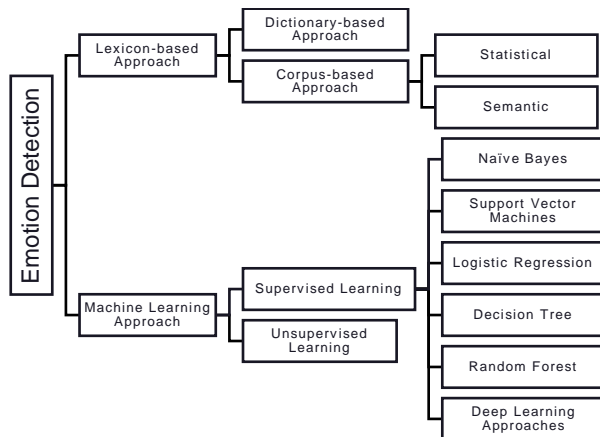 Emotion Detection
Lexicon-based
Approach
Dictionary-based
Approach
Corpus-based
Approach
Statistical
Semantic
Machine Learning
Approach
Supervised Learning
Unsupervised
Learning
Naïve Bayes
Support Vector
Machines
Logistic Regression
Decision Tree
Random Forest
Deep Learning
Approaches